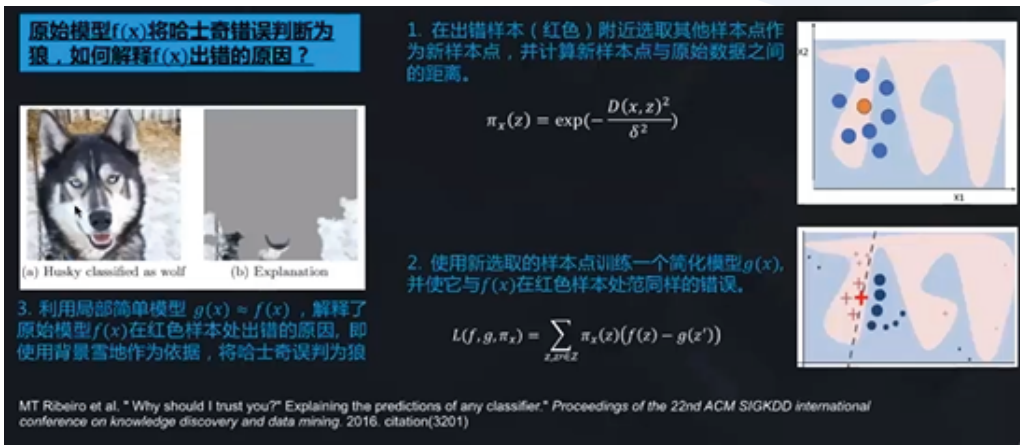 原始模型f(x)将哈士奇错误判断为
狼，如何解释f(x)出错的原因？
(a) Husky classified as wolf
(b) Explanation
3. 利用局部简单模型 g(x) ≈ f(x) ，解释了
原始模型f(x)在红色样本处出错的原因, 即
使用背景雪地作为依据，将哈士奇误判为狼
1. 在出错样本（红色）附近选取其他样本点作
为新样本点，并计算新样本点与原始数据之间
的距离。
π_x(z) = exp(−D(x,z)²/δ²)
X2
X1
2. 使用新选取的样本点训练一个简化模型g(x),
并使它与f(x)在红色样本处范同样的错误。
L(f,g,π_x) = ∑_{z,z′∈Z} π_x(z)(f(z) − g(z′))
MT Ribeiro et al. " Why should I trust you?" Explaining the predictions of any classifier." Proceedings of the 22nd ACM SIGKDD international
conference on knowledge discovery and data mining. 2016. citation(3201)